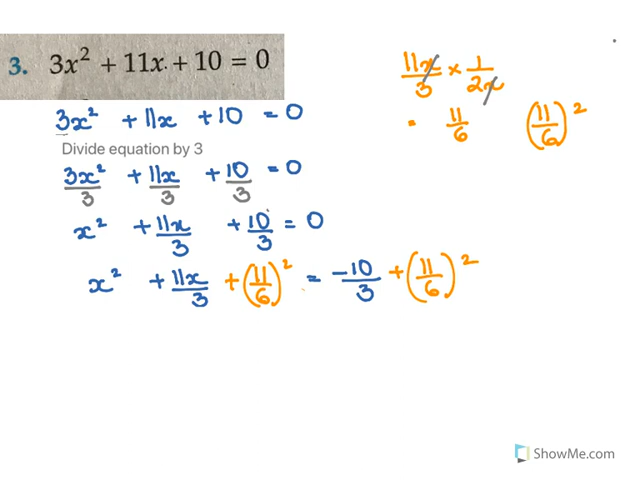 3. 3x² + 11x + 10 = 0
3x² + 11x + 10 = 0
Divide equation by 3
3x²/3 + 11x/3 + 10/3 = 0
x² + 11x/3 + 10/3 = 0
x² + 11x/3 + (11/6)² = -10/3 + (11/6)²
11x/3 × 1/2x
= 11/6 (11/6)²
ShowMe.com